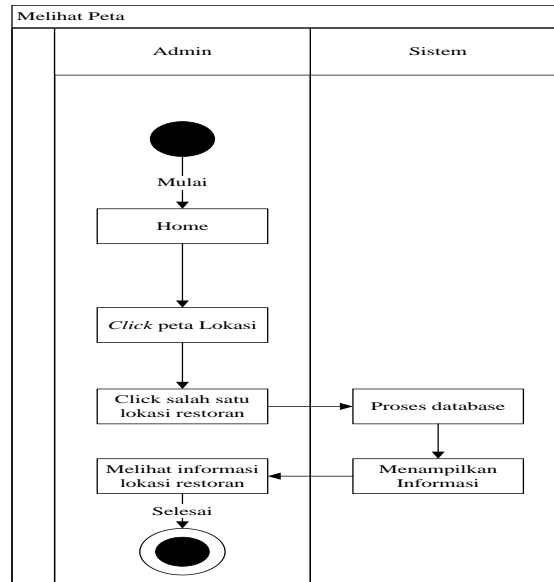 Melihat Peta
Admin
Sistem
Mulai
Home
Click peta Lokasi
Click salah satu
lokasi restoran
Proses database
Melihat informasi
lokasi restoran
Menampilkan
Informasi
Selesai